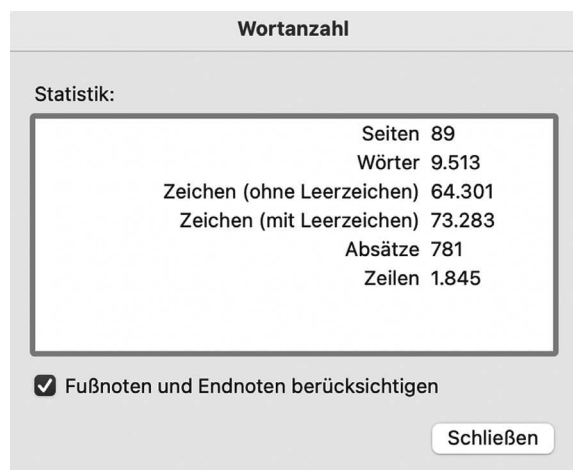 Wortanzahl
Statistik:
Seiten 89
Wörter 9.513
Zeichen (ohne Leerzeichen) 64.301
Zeichen (mit Leerzeichen) 73.283
Absätze 781
Zeilen 1.845
Fußnoten und Endnoten berücksichtigen
Schließen